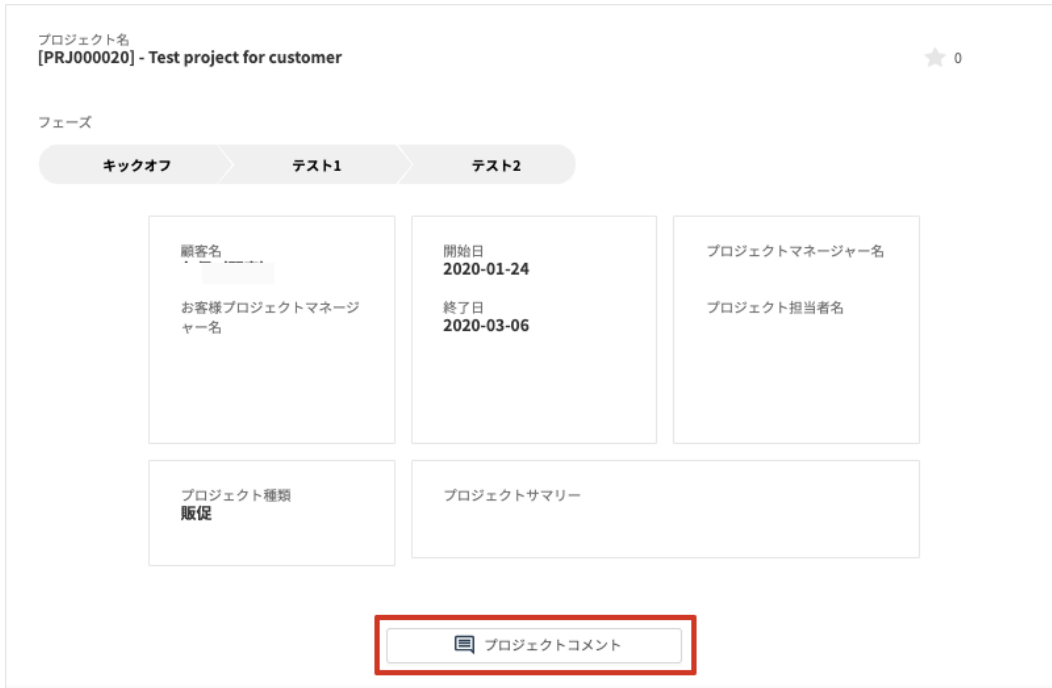 プロジェクト名
[PRJ000020] - Test project for customer
0
フェーズ
キックオフ
テスト1
テスト2
顧客名
お客様プロジェクトマネージ
ャー名
開始日
2020-01-24
終了日
2020-03-06
プロジェクトマネージャー名
プロジェクト担当者名
プロジェクト種類
販促
プロジェクトサマリー
プロジェクトコメント